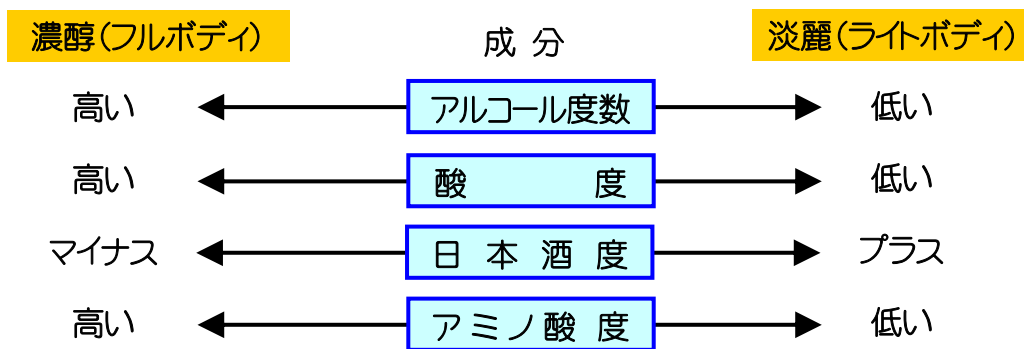 濃醇（フルボディ） 成 分 淡麗（ライトボディ）
高い アルコール度数 低い
高い 酸 度 低い
マイナス 日 本 酒 度 プラス
高い アミノ酸 度 低い